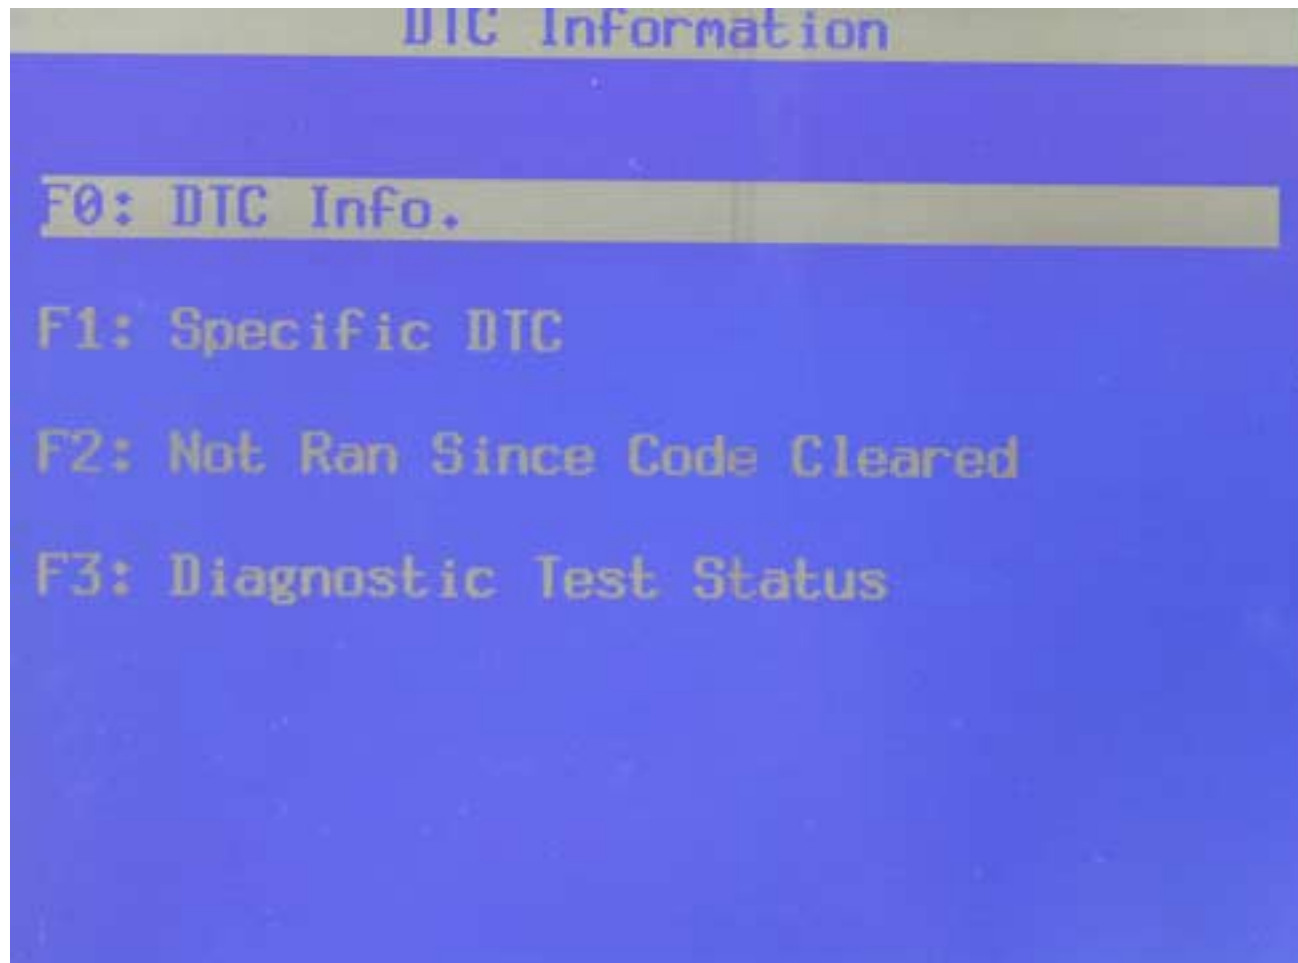 DTC Information
F0: DTC Info.
F1: Specific DTC
F2: Not Ran Since Code Cleared
F3: Diagnostic Test Status